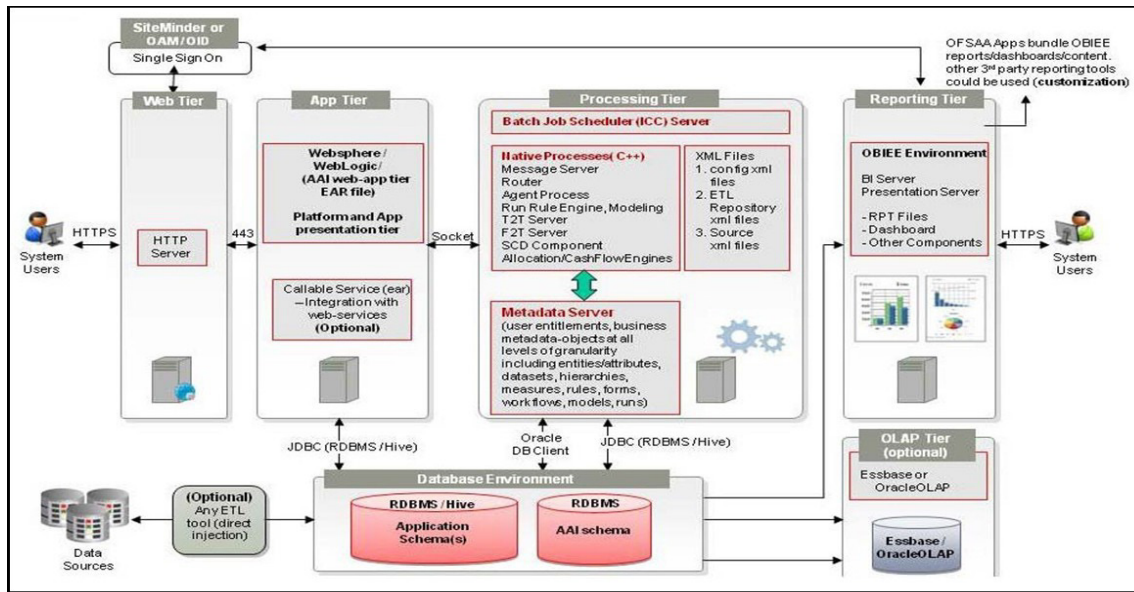 SiteMinder or
OAM/OID
Single Sign On
OFSAA Apps bundle OBIEE
reports/dashboards/content.
other 3rd party reporting tools
could be used (customization)
Web Tier
HTTP
Server
App Tier
Websphere /
WebLogic/
(AAI web-app tier
EAR file)
Platform and App
presentation tier
Callable Service (ear)
–Integration with
web-services
(Optional)
Processing Tier
Batch Job Scheduler (ICC) Server
Native Processes( C++)
Message Server
Router
Agent Process
Run Rule Engine, Modeling
T2T Server
F2T Server
SCD Component
Allocation/CashFlowEngines
XML Files
1. config xml
files
2. ETL
Repository
xml files
3. Source
xml files
Metadata Server
(user entitlements, business
metadata-objects at all
levels of granularity
including entities/attributes,
datasets, hierarchies,
measures, rules, forms,
workflows, models, runs)
Reporting Tier
OBIEE Environment
BI Server
Presentation Server
- RPT Files
- Dashboard
- Other Components
System
Users
HTTPS
443
Socket
HTTPS
System
Users
JDBC (RDBMS /Hive)
Oracle
DB Client
JDBC (RDBMS /Hive)
OLAP Tier
(optional)
Essbase or
OracleOLAP
Essbase /
OracleOLAP
Database Environment
RDBMS / Hive
Application
Schema(s)
RDBMS
AAI schema
(Optional)
Any ETL
tool (direct
injection)
Data
Sources